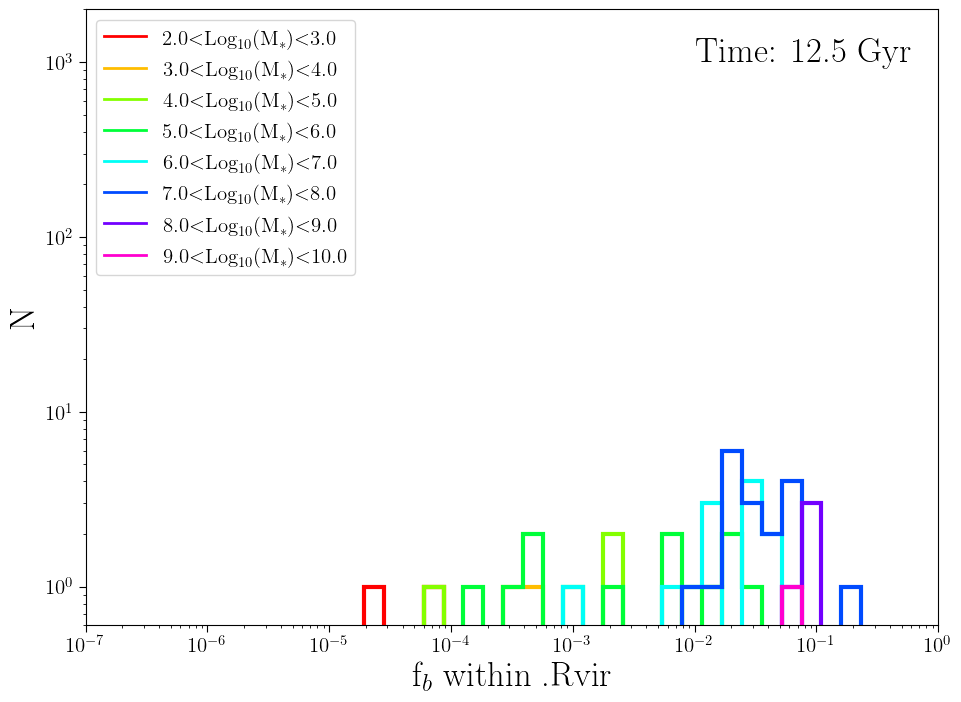 2.0<Log₁₀(M*)<3.0
3.0<Log₁₀(M*)<4.0
4.0<Log₁₀(M*)<5.0
5.0<Log₁₀(M*)<6.0
6.0<Log₁₀(M*)<7.0
7.0<Log₁₀(M*)<8.0
8.0<Log₁₀(M*)<9.0
9.0<Log₁₀(M*)<10.0
Time: 12.5 Gyr
N
10³
10²
10¹
10⁰
10⁻⁷ 10⁻⁶ 10⁻⁵ 10⁻⁴ 10⁻³ 10⁻² 10⁻¹ 10⁰
f_b within .Rvir